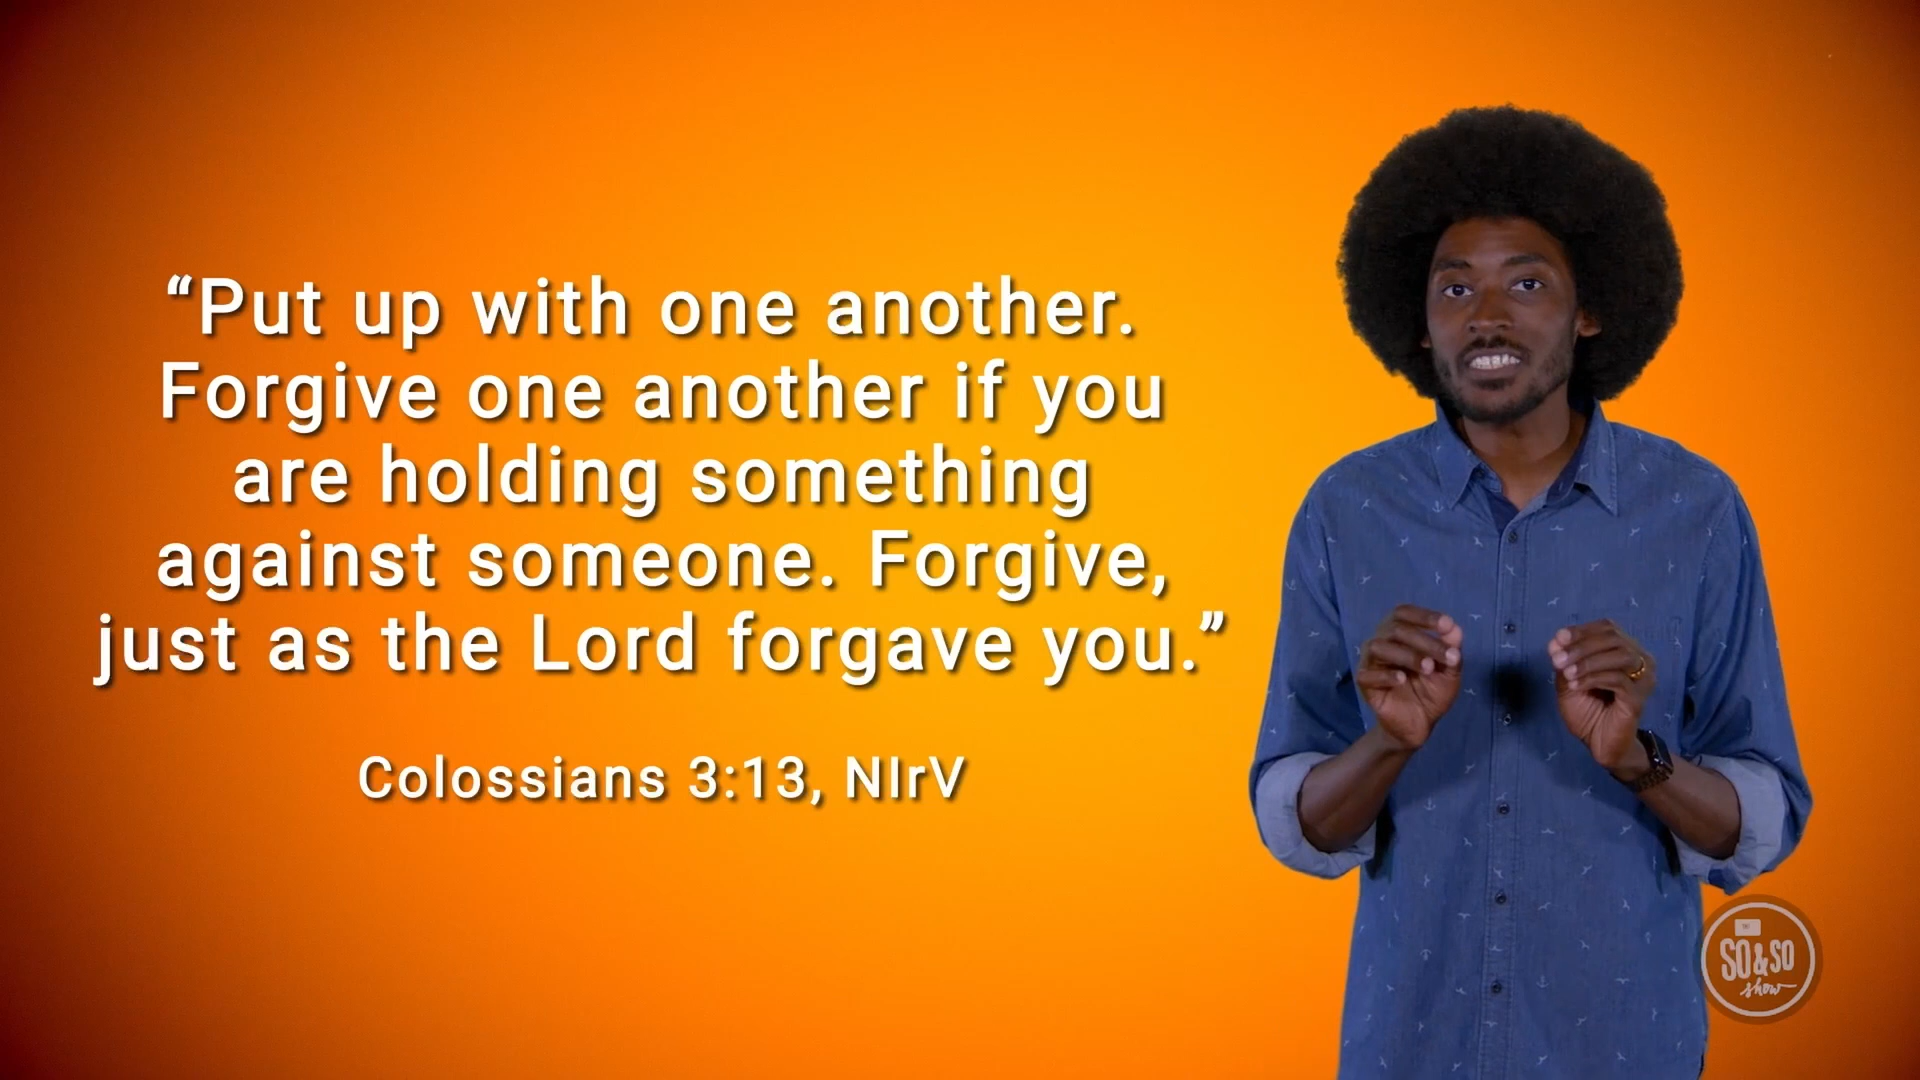 “Put up with one another.
Forgive one another if you
are holding something
against someone. Forgive,
just as the Lord forgave you.”
Colossians 3:13, NIrV
SO & SO
show